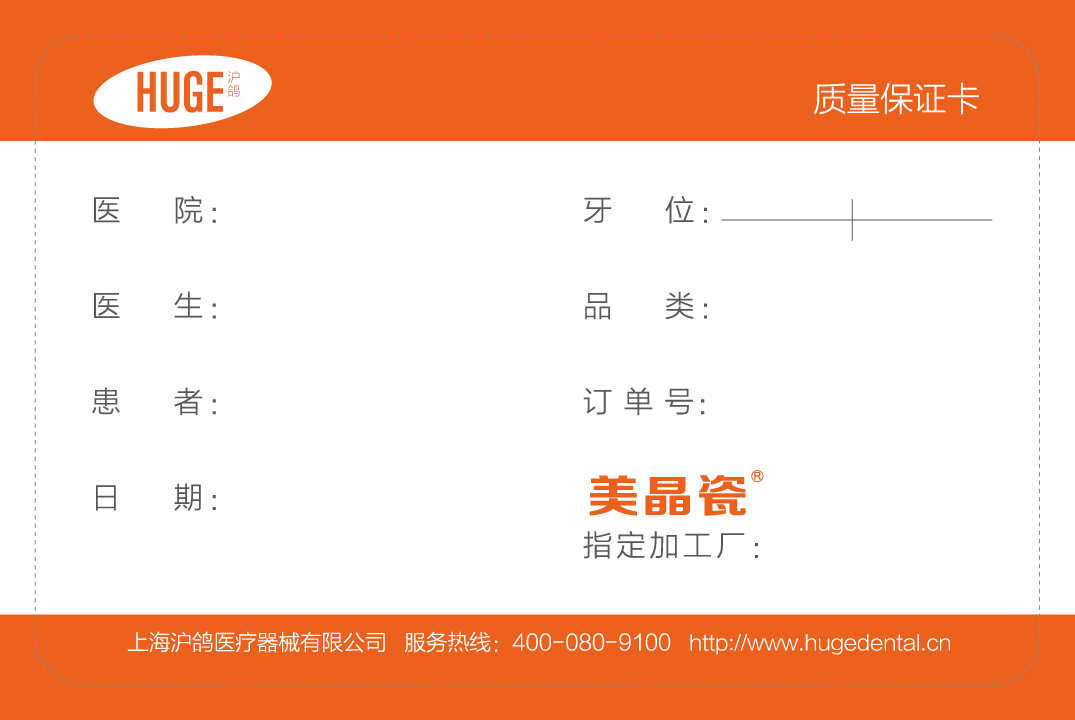 HUGE 沪鸽
质量保证卡
医 院:
牙 位:
医 生:
品 类:
患 者:
订 单 号:
日 期:
美晶瓷®
指定加工厂:
上海沪鸽医疗器械有限公司 服务热线:400-080-9100 http://www.hugedental.cn